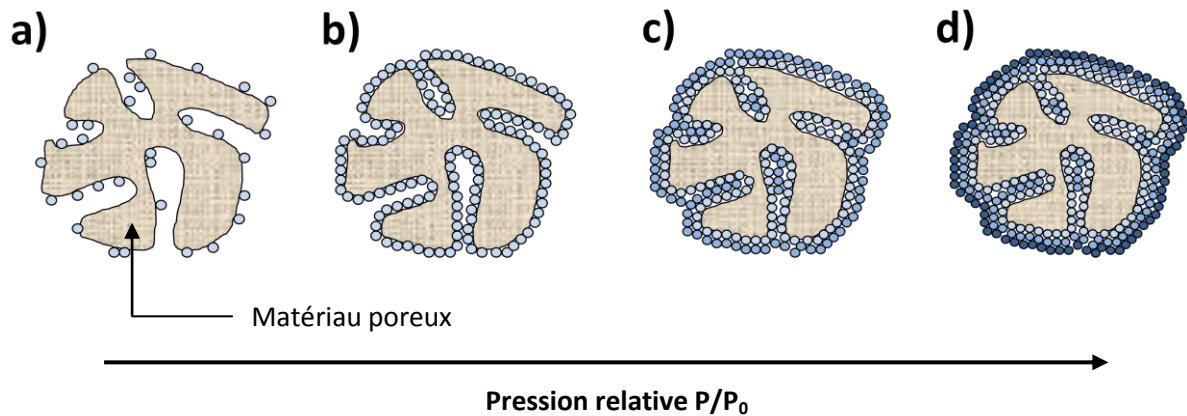 a) b) c) d)
Matériau poreux
Pression relative P/P₀